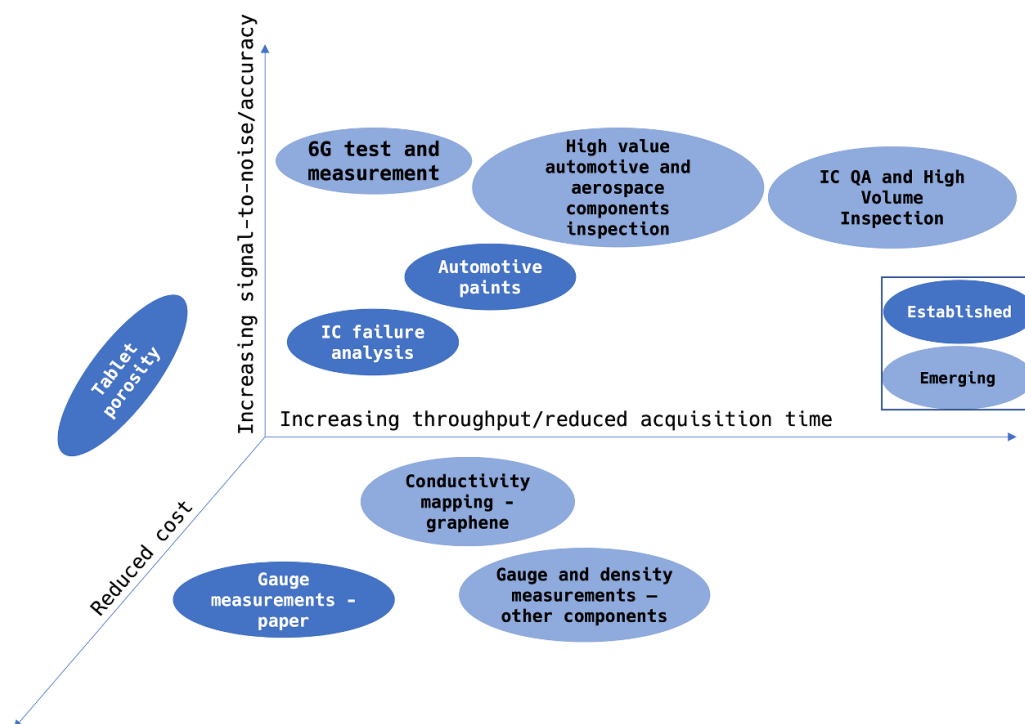 Increasing signal-to-noise/accuracy
6G test and
measurement
High value
automotive and
aerospace
components
inspection
IC QA and High
Volume
Inspection
Automotive
paints
IC failure
analysis
Established
Emerging
Tablet
porosity
Increasing throughput/reduced acquisition time
Conductivity
mapping -
graphene
Reduced cost
Gauge
measurements -
paper
Gauge and density
measurements –
other components